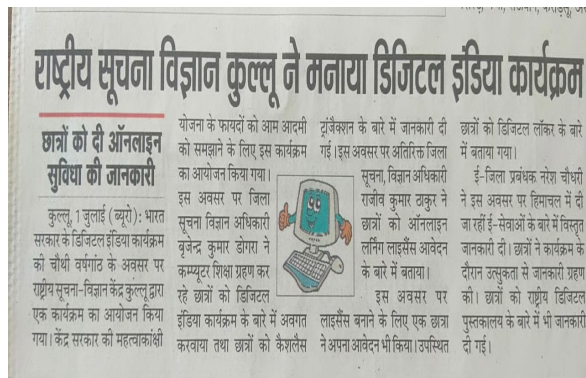 राष्ट्रीय सूचना विज्ञान कुल्लू ने मनाया डिजिटल इंडिया कार्यक्रम
छात्रों को दी ऑनलाइन
सुविधा की जानकारी
कुल्लू, 1 जुलाई (ब्यूरो): भारत
सरकार के डिजिटल इंडिया कार्यक्रम
की चौथी वर्षगांठ के अवसर पर
राष्ट्रीय सूचना-विज्ञान केंद्र कुल्लू द्वारा
एक कार्यक्रम का आयोजन किया
गया। केंद्र सरकार की महत्वाकांक्षी
योजना के फायदों को आम आदमी
को समझाने के लिए इस कार्यक्रम
का आयोजन किया गया।
इस अवसर पर जिला
सूचना विज्ञान अधिकारी
बृजेन्द्र कुमार डोगरा ने
कम्प्यूटर शिक्षा ग्रहण कर
रहे छात्रों को डिजिटल
इंडिया कार्यक्रम के बारे में अवगत
करवाया तथा छात्रों को कैशलैस
ट्रांजैक्शन के बारे में जानकारी दी
गई। इस अवसर पर अतिरिक्त जिला
सूचना, विज्ञान अधिकारी
राजीव कुमार ठाकुर ने
छात्रों को ऑनलाइन
लर्निंग लाइसैंस आवेदन
के बारे में बताया।
इस अवसर पर
लाइसैंस बनाने के लिए एक छात्रा
ने अपना आवेदन भी किया। उपस्थित
छात्रों को डिजिटल लॉकर के बारे
में बताया गया।
ई-जिला प्रबंधक नरेश चौधरी
ने इस अवसर पर हिमाचल में दी
जा रहीं ई-सेवाओं के बारे में विस्तृत
जानकारी दी। छात्रों ने कार्यक्रम के
दौरान उत्सुकता से जानकारी ग्रहण
की। छात्रों को राष्ट्रीय डिजिटल
पुस्तकालय के बारे में भी जानकारी
दी गई।